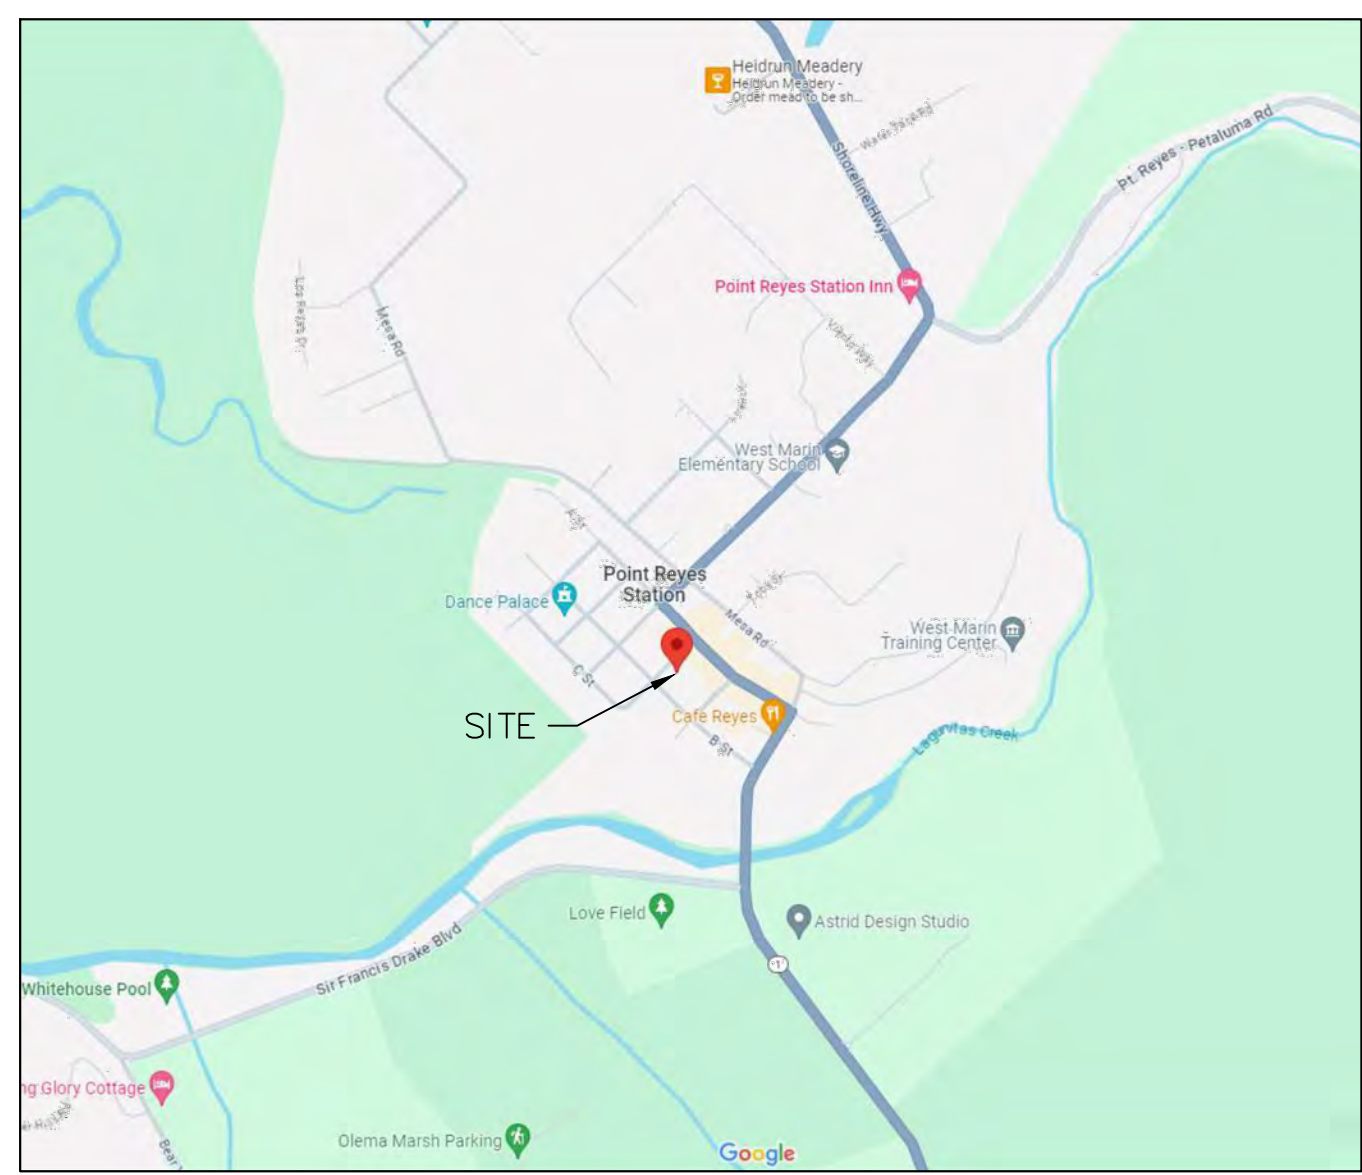 Heidrun Meadery
Heidrun Meadery -
Order mead to be sh...
Shoreline Hwy
Pt. Reyes - Petaluma Rd
Point Reyes Station Inn
Mesa Rd
West Marin
Elementary School
Point Reyes
Station
Dance Palace
Mesa Rd
West Marin
Training Center
C St
SITE
Cafe Reyes
B St
Lagunitas Creek
Love Field
Astrid Design Studio
Sir Francis Drake Blvd
1
Whitehouse Pool
ng Glory Cottage
Bear
Olema Marsh Parking
Google